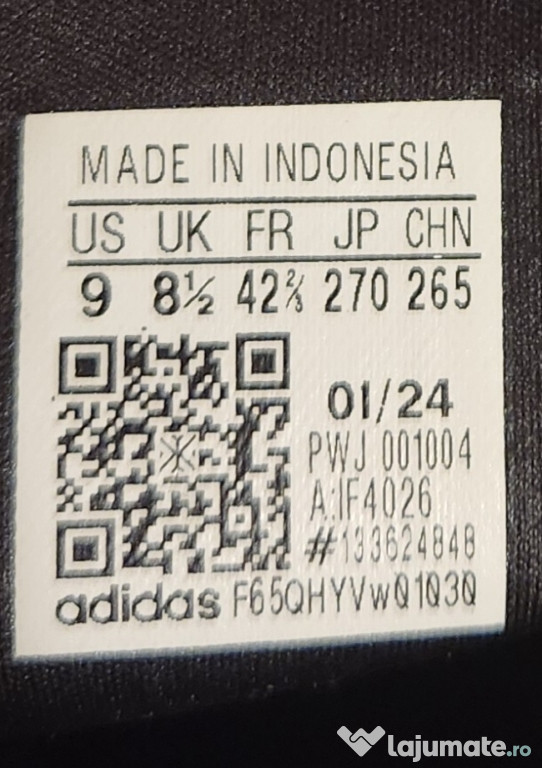 MADE IN INDONESIA
US UK FR JP CHN
9 8½ 42⅔ 270 265
01/24
PWJ 001004
A:IF4026
#133624848
adidas F65QHYVw01030
lajumate.ro